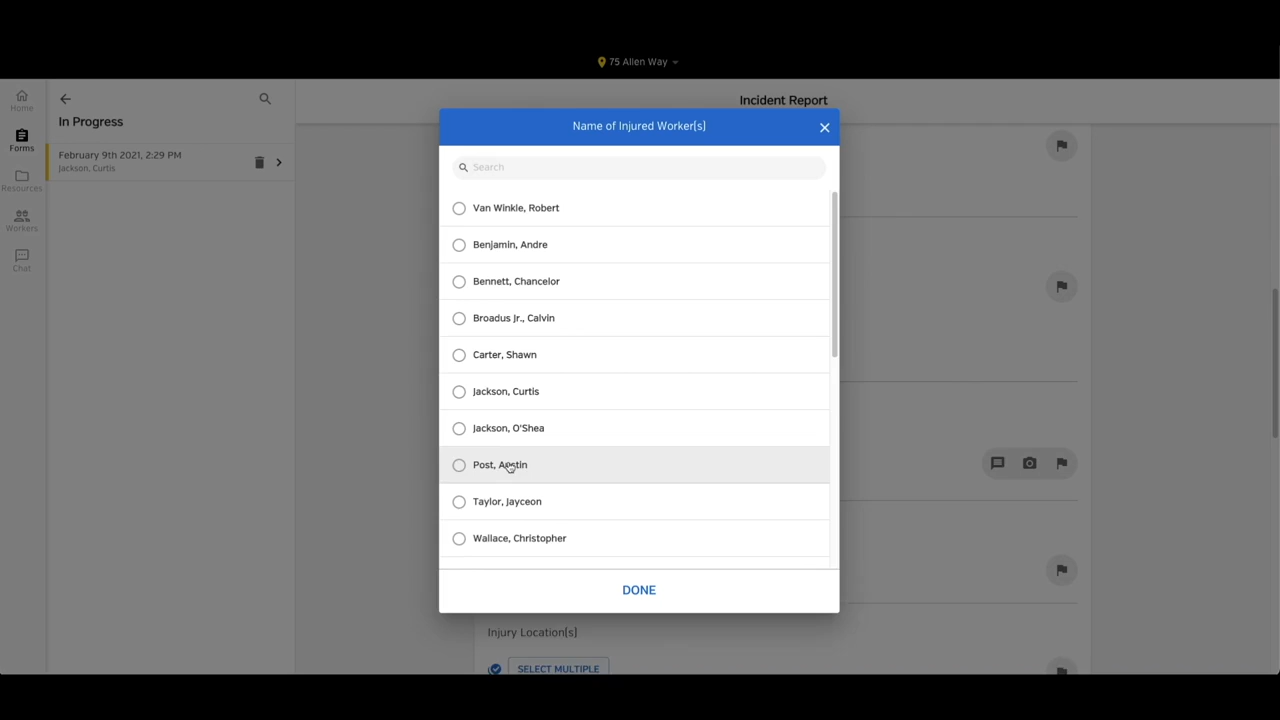 75 Allen Way
Home
Forms
Resources
Workers
Chat
In Progress
February 9th 2021, 2:29 PM
Jackson, Curtis
Incident Report
Name of Injured Worker(s)
Search
Van Winkle, Robert
Benjamin, Andre
Bennett, Chancelor
Broadus Jr., Calvin
Carter, Shawn
Jackson, Curtis
Jackson, O'Shea
Post, Austin
Taylor, Jayceon
Wallace, Christopher
DONE
Injury Location(s)
SELECT MULTIPLE